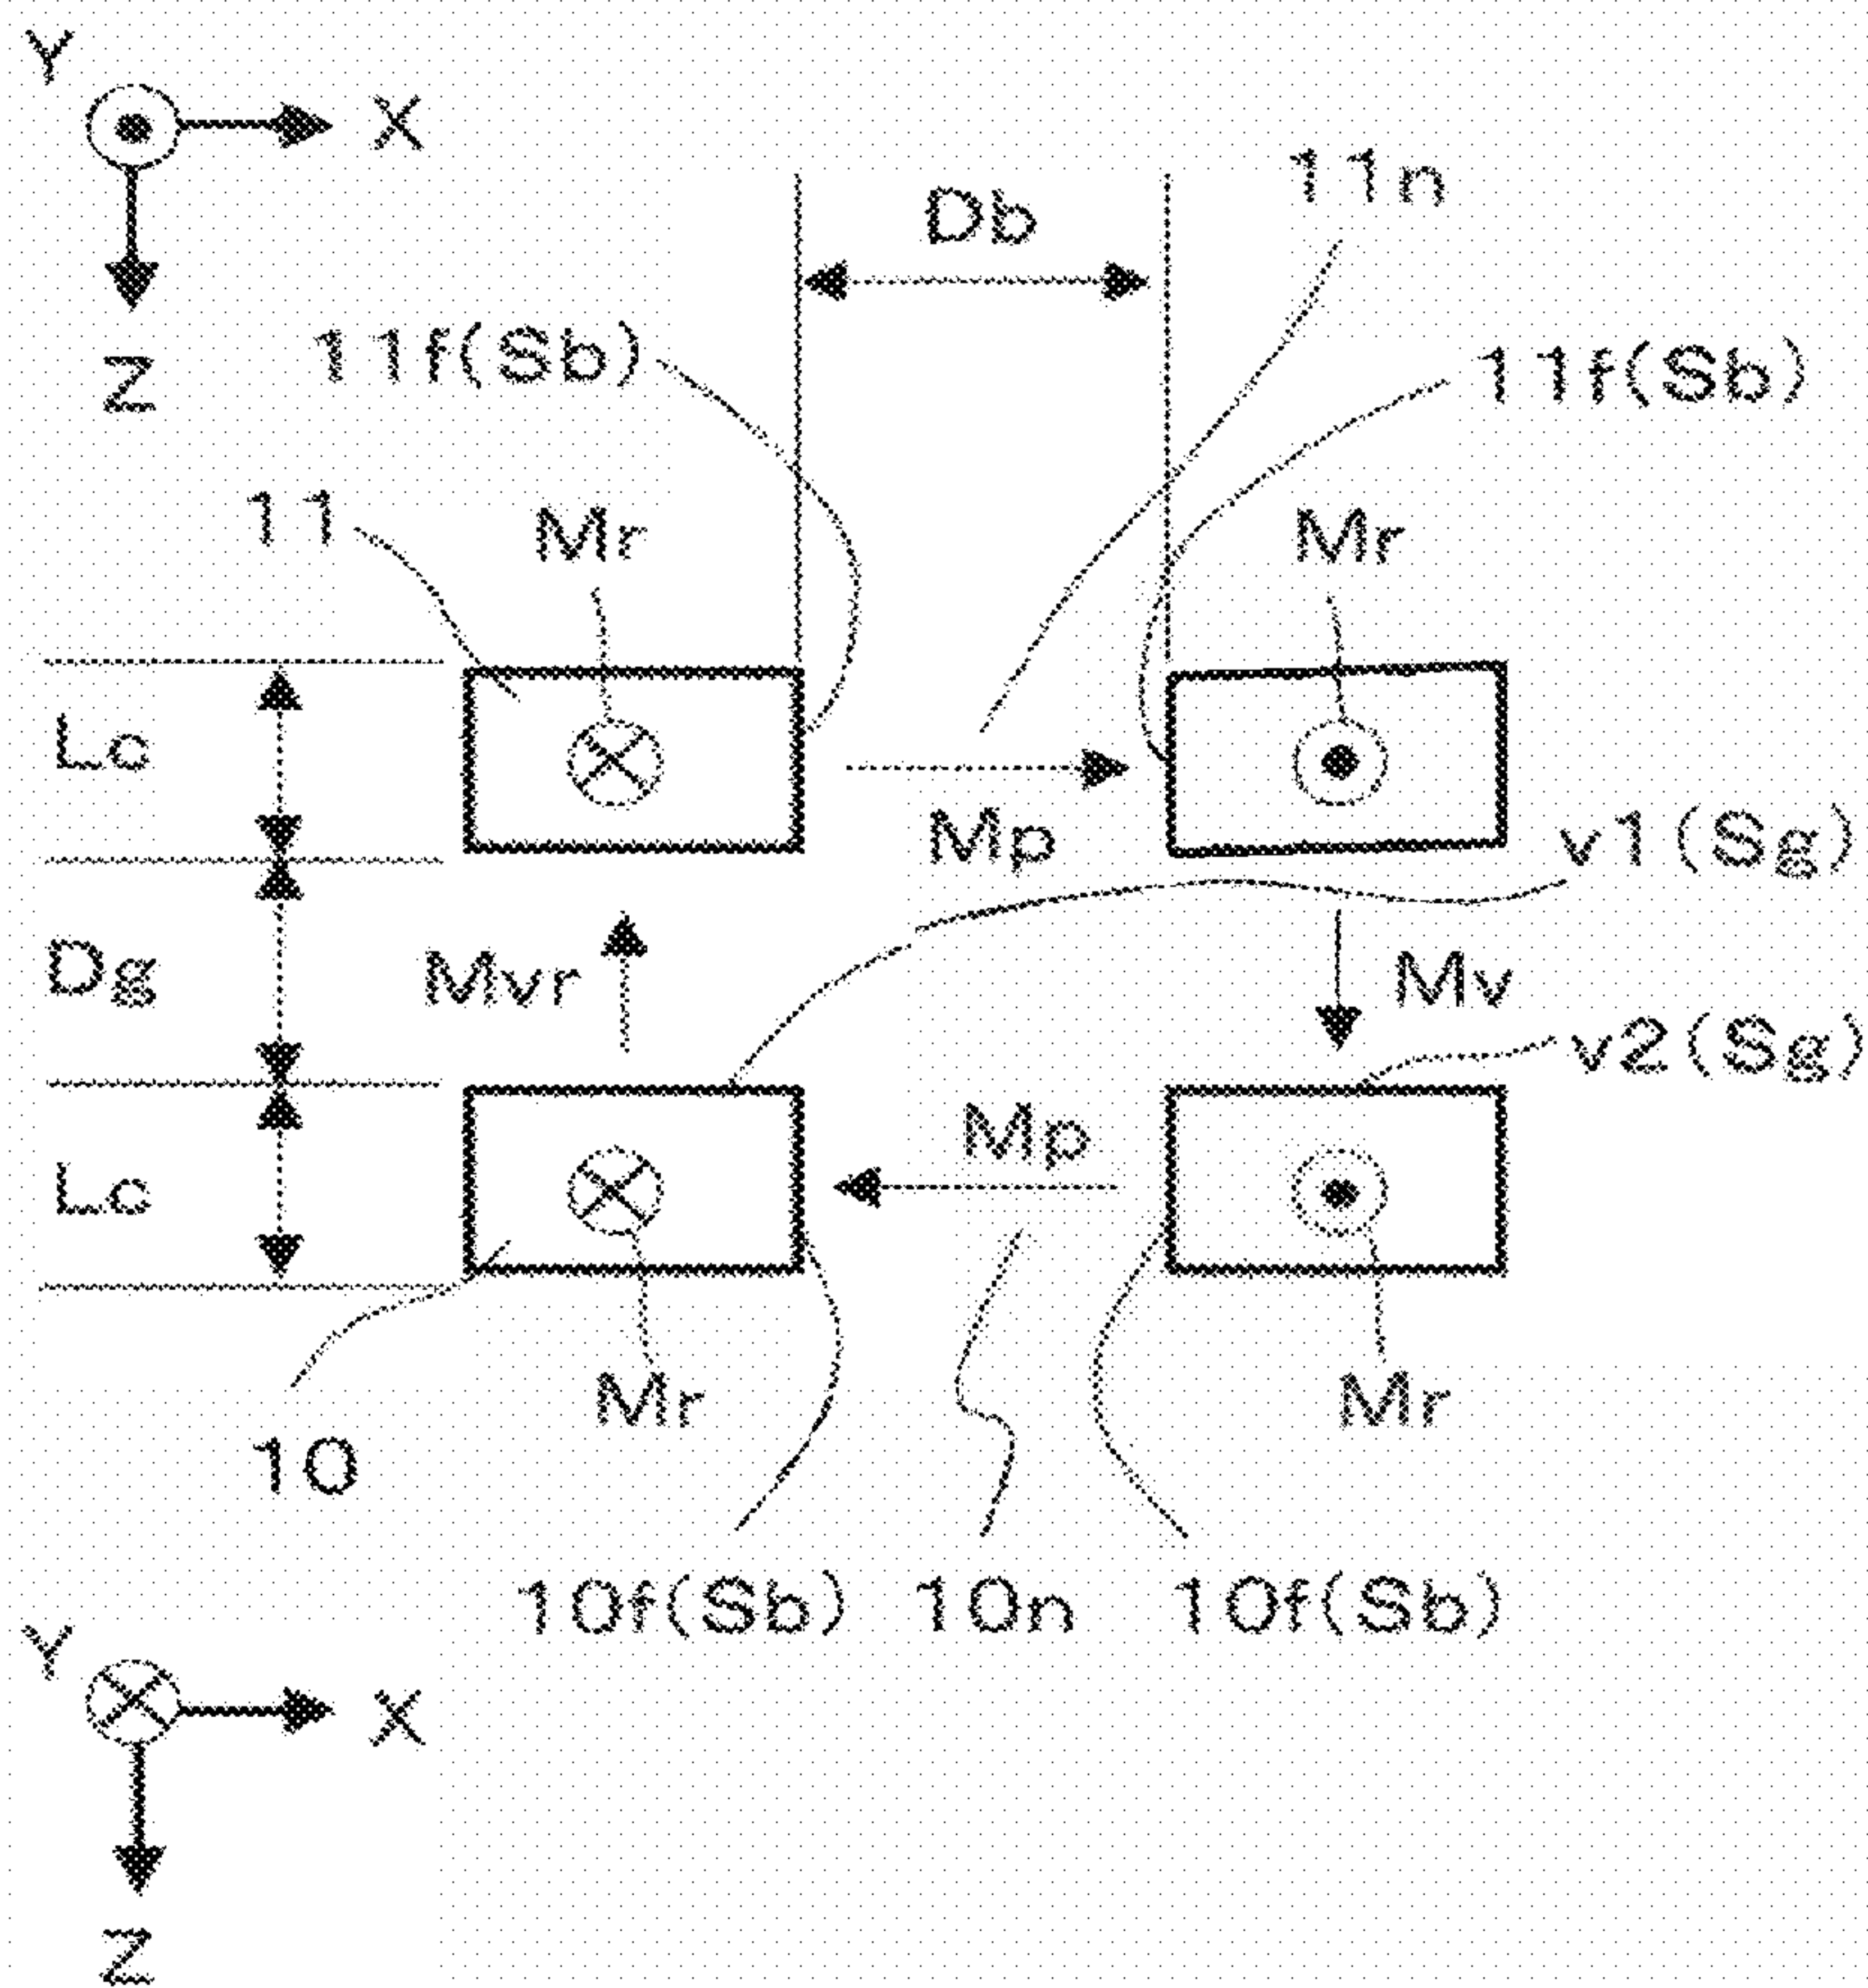 Y
X
Z
Db
11n
11f(Sb)
11f(Sb)
11
Mr
Mr
Lc
Mp
v1(Sg)
Dg
Mvr
Mv
v2(Sg)
Lc
Mp
Mr
Mr
10
10f(Sb) 10n 10f(Sb)
Y
X
Z